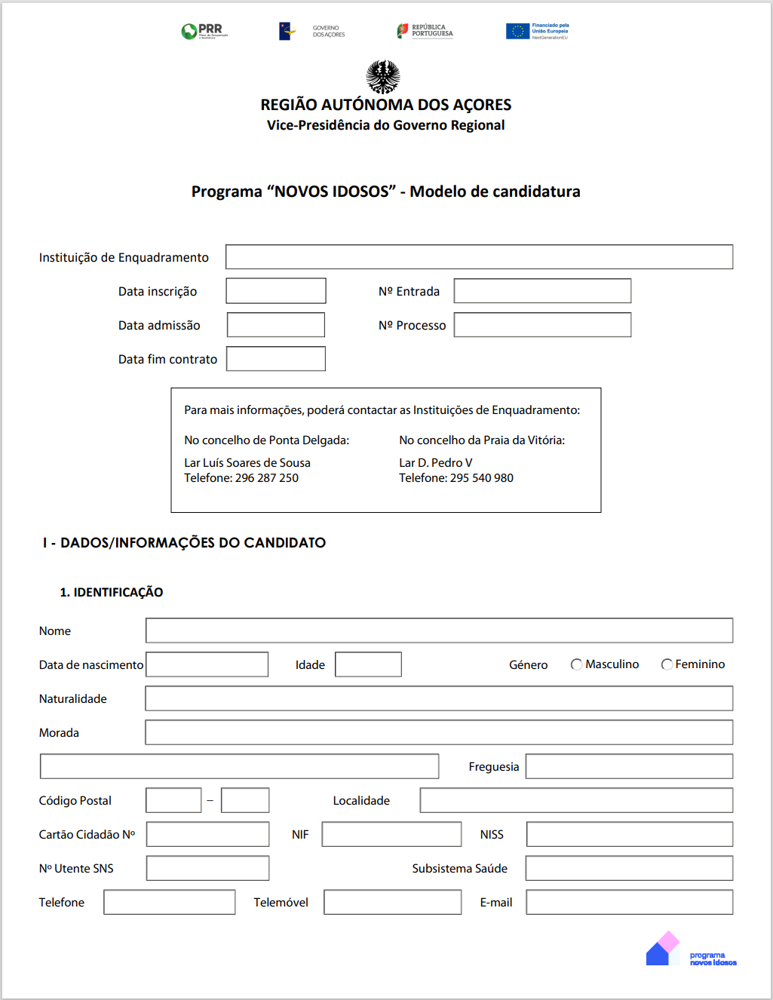 PRR
Plano de Recuperação
e Resiliência
GOVERNO
DOS AÇORES
REPÚBLICA
PORTUGUESA
Financiado pela
União Europeia
NextGenerationEU
REGIÃO AUTÓNOMA DOS AÇORES
Vice-Presidência do Governo Regional
Programa “NOVOS IDOSOS” - Modelo de candidatura
Instituição de Enquadramento
Data inscrição Nº Entrada
Data admissão Nº Processo
Data fim contrato
Para mais informações, poderá contactar as Instituições de Enquadramento:
No concelho de Ponta Delgada:
Lar Luís Soares de Sousa
Telefone: 296 287 250
No concelho da Praia da Vitória:
Lar D. Pedro V
Telefone: 295 540 980
I - DADOS/INFORMAÇÕES DO CANDIDATO
1. IDENTIFICAÇÃO
Nome
Data de nascimento Idade Género Masculino Feminino
Naturalidade
Morada
Freguesia
Código Postal – Localidade
Cartão Cidadão Nº NIF NISS
Nº Utente SNS Subsistema Saúde
Telefone Telemóvel E-mail
programa
novos idosos